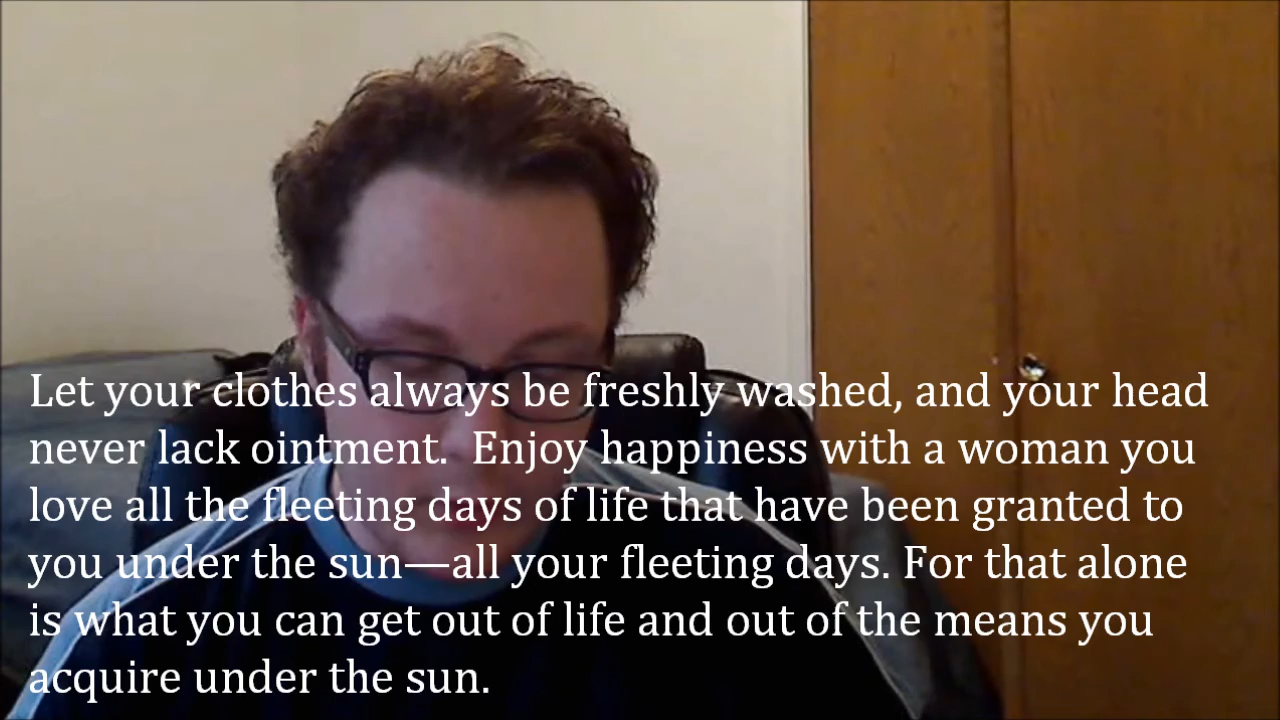 Let your clothes always be freshly washed, and your head
never lack ointment.  Enjoy happiness with a woman you
love all the fleeting days of life that have been granted to
you under the sun—all your fleeting days. For that alone
is what you can get out of life and out of the means you
acquire under the sun.